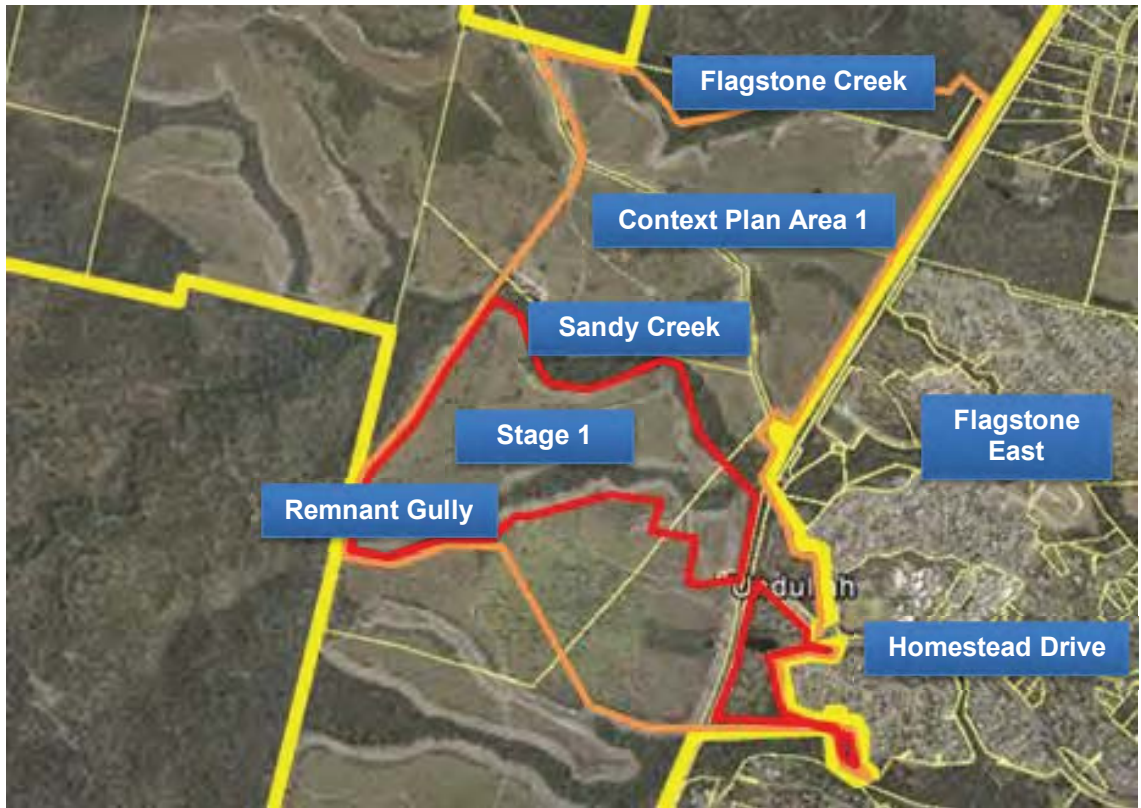 Flagstone Creek
Context Plan Area 1
Sandy Creek
Flagstone
East
Stage 1
Remnant Gully
Homestead Drive